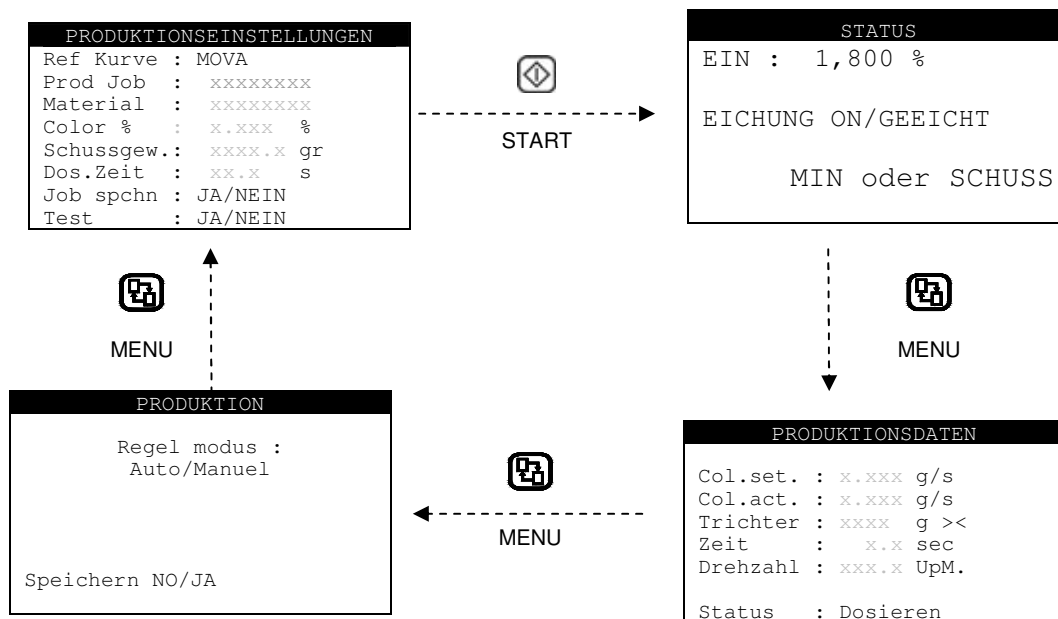 PRODUKTIONSEINSTELLUNGEN
Ref Kurve : MOVA
Prod Job : xxxxxxxx
Material : xxxxxxxx
Color % : x.xxx %
Schussgew.: xxxx.x gr
Dos.Zeit : xx.x s
Job spchn : JA/NEIN
Test : JA/NEIN
START
STATUS
EIN : 1,800 %
EICHUNG ON/GEEICHT
MIN oder SCHUSS
MENU
MENU
PRODUKTION
Regel modus :
Auto/Manuel
Speichern NO/JA
MENU
PRODUKTIONSDATEN
Col.set. : x.xxx g/s
Col.act. : x.xxx g/s
Trichter : xxxx g ><
Zeit : x.x sec
Drehzahl : xxx.x UpM.
Status : Dosieren